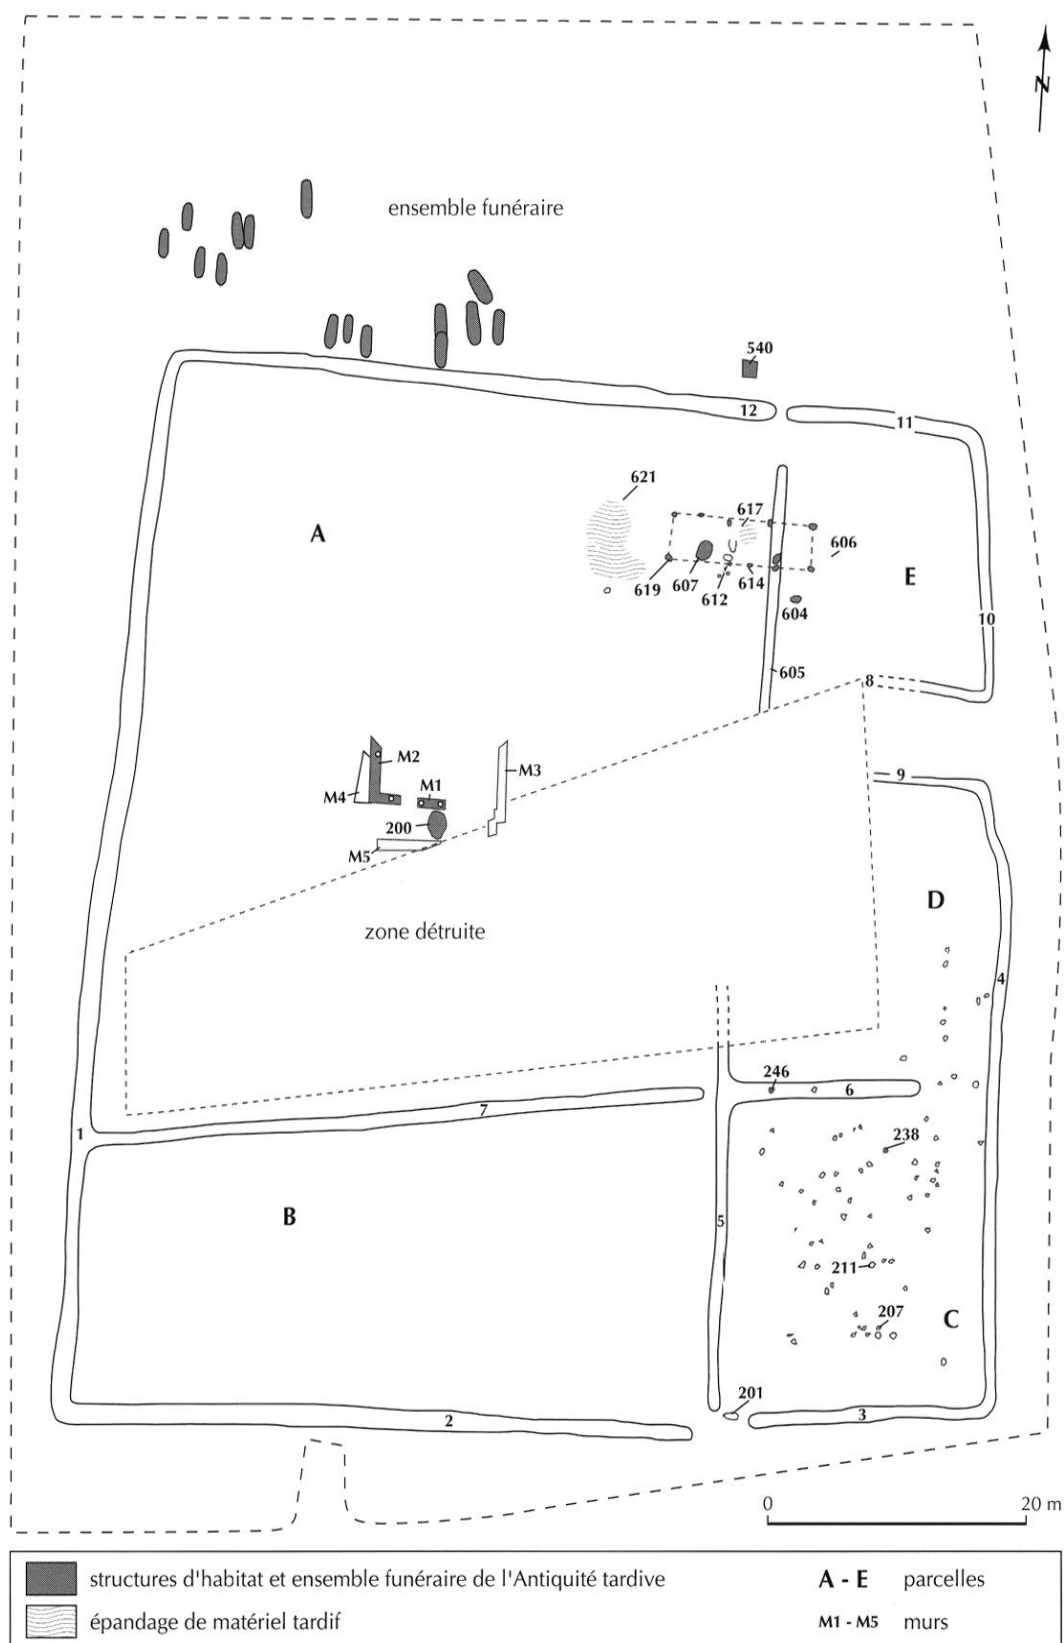 N
ensemble funéraire
540
12
11
621
A
617
606
E
619
607
612
614
604
10
605
8
M2
M1
M3
M4
9
200
M5
D
zone détruite
4
246
6
7
1
238
B
5
211
207
C
201
3
2
0
20 m
structures d'habitat et ensemble funéraire de l'Antiquité tardive
A - E
parcelles
épandage de matériel tardif
M1 - M5
murs